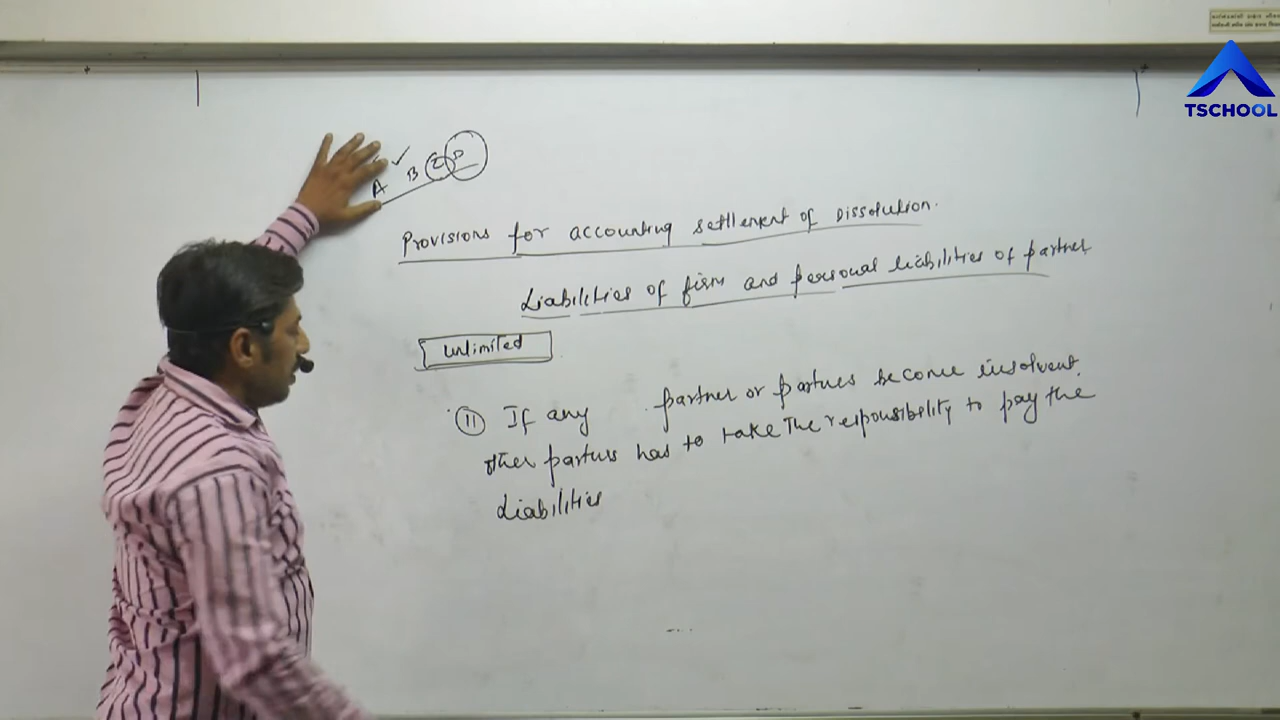 TSCHOOL
A B C D
Provisions for accounting settlement of Dissolution.
Liabilities of firm and personal liabilities of partner
Unlimited
11 If any partner or partners become insolvent.
other partners has to take The responsibility to pay the
Liabilities